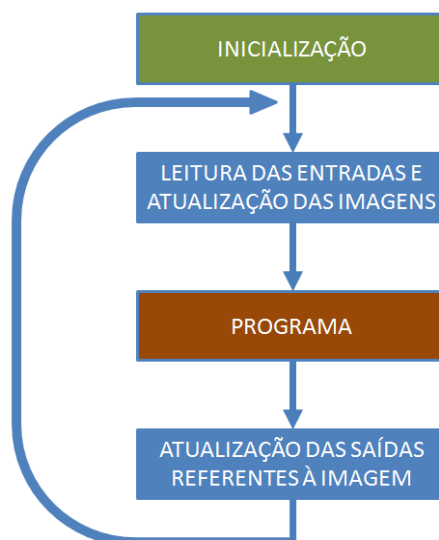 INICIALIZAÇÃO
LEITURA DAS ENTRADAS E
ATUALIZAÇÃO DAS IMAGENS
PROGRAMA
ATUALIZAÇÃO DAS SAÍDAS
REFERENTES À IMAGEM